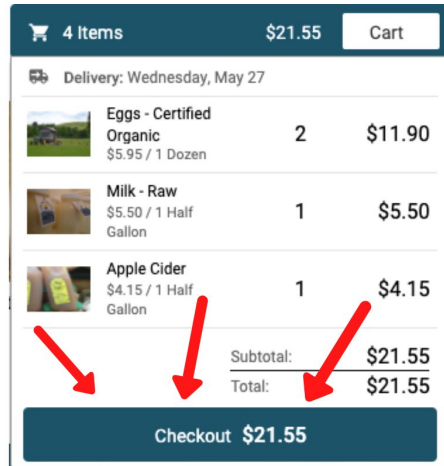 4 Items $21.55 Cart
Delivery: Wednesday, May 27
Eggs - Certified
Organic 2 $11.90
$5.95 / 1 Dozen
Milk - Raw
$5.50 / 1 Half 1 $5.50
Gallon
Apple Cider
$4.15 / 1 Half 1 $4.15
Gallon
Subtotal: $21.55
Total: $21.55
Checkout $21.55